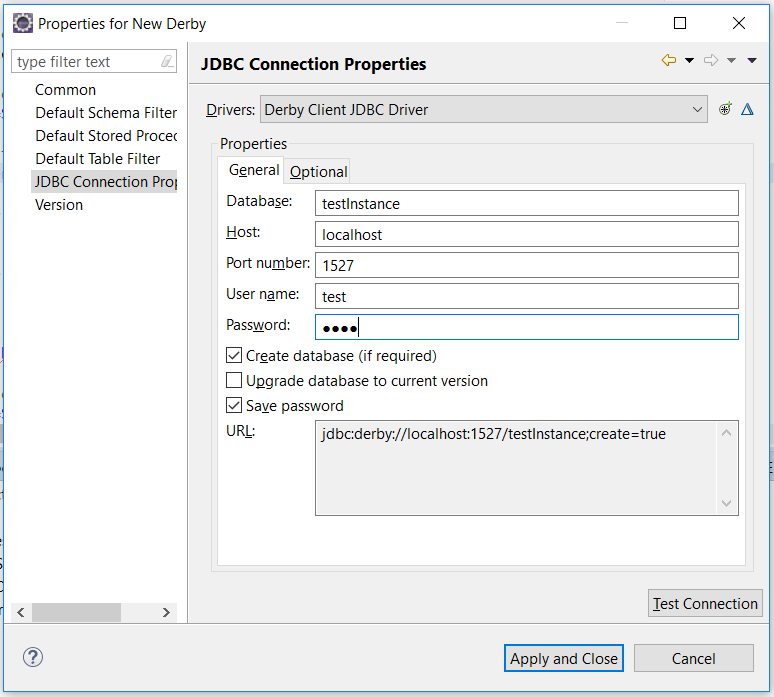 Properties for New Derby
type filter text
Common
Default Schema Filter
Default Stored Proced
Default Table Filter
JDBC Connection Prop
Version
JDBC Connection Properties
Drivers: Derby Client JDBC Driver
Properties
General Optional
Database: testInstance
Host: localhost
Port number: 1527
User name: test
Password: ●●●●
Create database (if required)
Upgrade database to current version
Save password
URL: jdbc:derby://localhost:1527/testInstance;create=true
Test Connection
?
Apply and Close Cancel